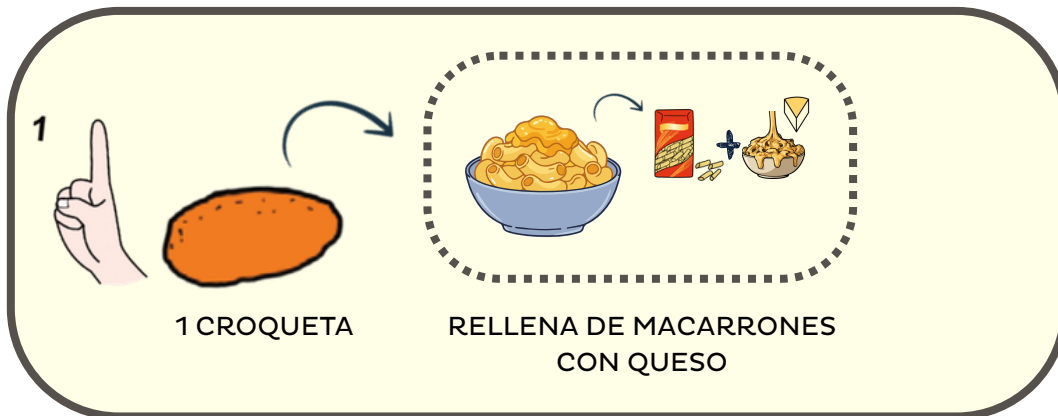 1
1 CROQUETA
RELLENA DE MACARRONES
CON QUESO